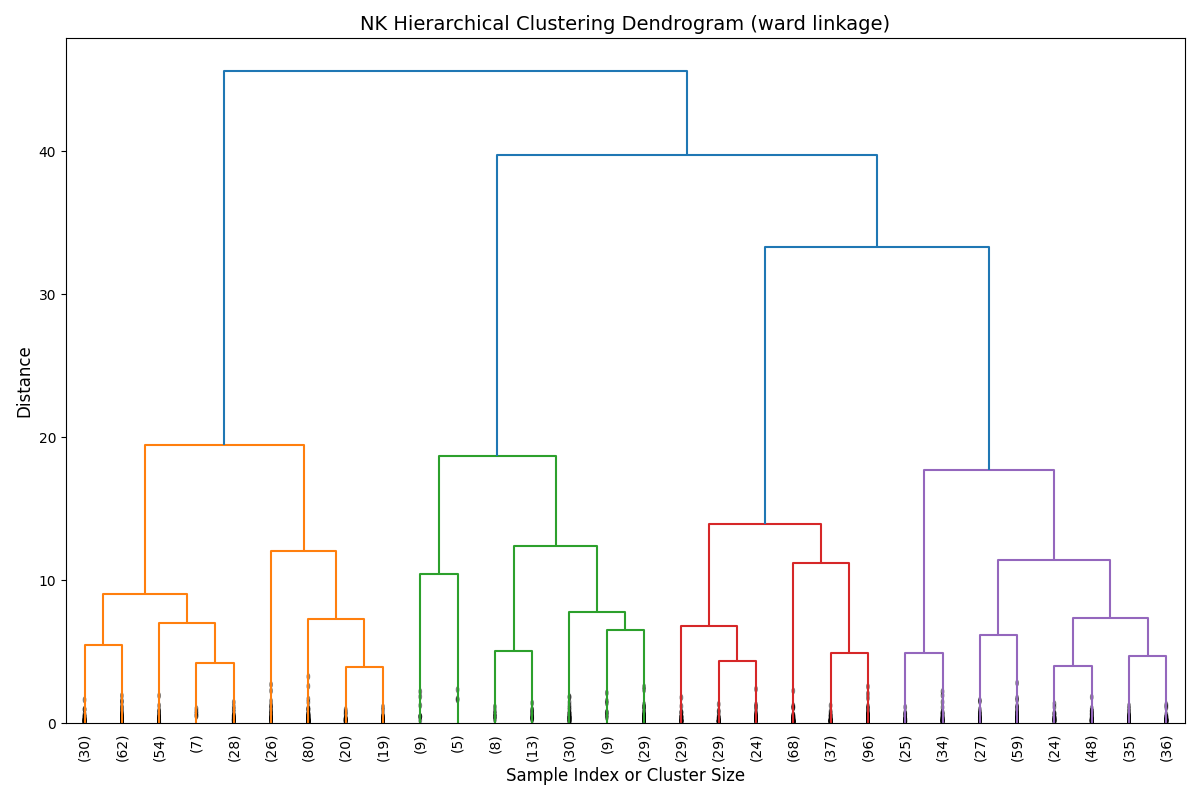 NK Hierarchical Clustering Dendrogram (ward linkage)
40
30
20
10
0
Distance
(30) (62) (54) (7) (28) (26) (80) (20) (19) (9) (5) (8) (13) (30) (9) (29) (29) (29) (24) (68) (37) (96) (25) (34) (27) (59) (24) (48) (35) (36)
Sample Index or Cluster Size